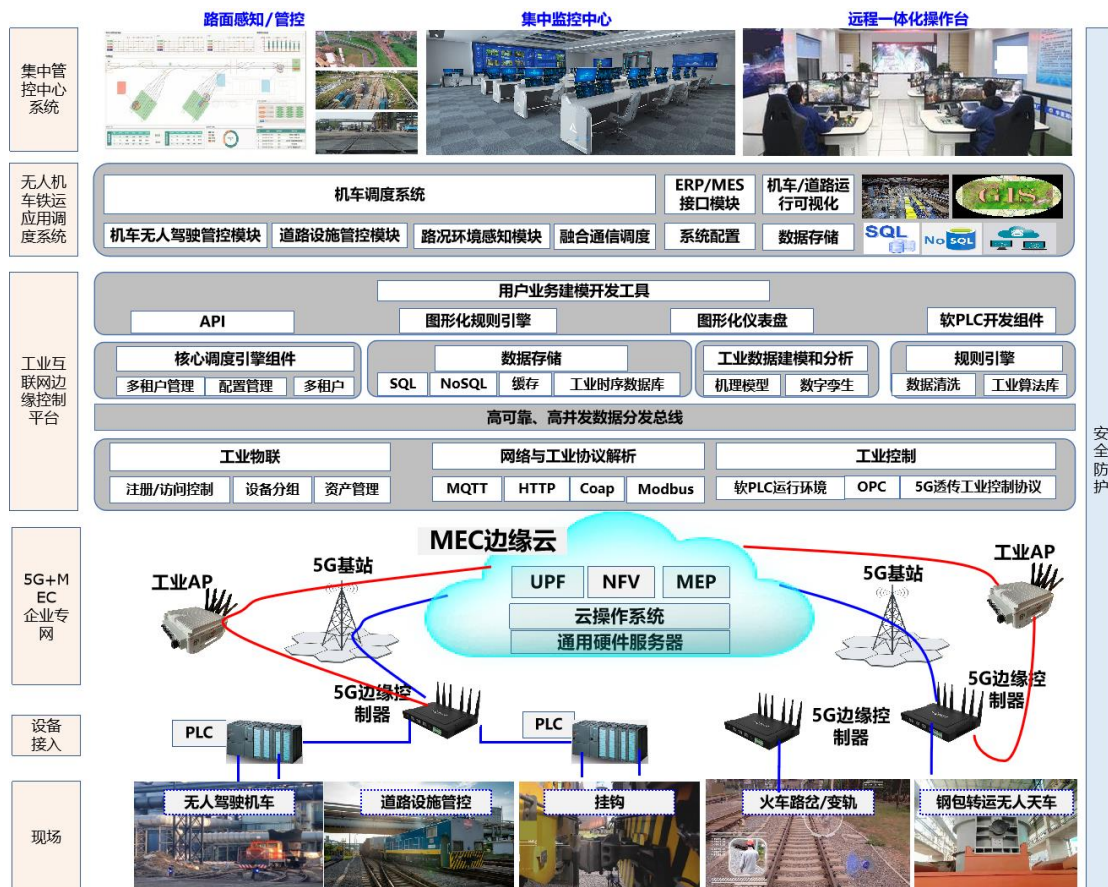 路面感知/管控
集中监控中心
远程一体化操作台
集中管
控中心
系统
无人机
车铁运
应用调
度系统
机车调度系统
ERP/MES
接口模块
机车/道路运
行可视化
GIS
机车无人驾驶管控模块
道路设施管控模块
路况环境感知模块
融合通信调度
系统配置
数据存储
SQL
NoSQL
工业互
联网边
缘控制
平台
用户业务建模开发工具
API
图形化规则引擎
图形化仪表盘
软PLC开发组件
核心调度引擎组件
多租户管理
配置管理
多租户
数据存储
SQL
NoSQL
缓存
工业时序数据库
工业数据建模和分析
机理模型
数字孪生
规则引擎
数据清洗
工业算法库
高可靠、高并发数据分发总线
工业物联
注册/访问控制
设备分组
资产管理
网络与工业协议解析
MQTT
HTTP
Coap
Modbus
工业控制
软PLC运行环境
OPC
5G透传工业控制协议
安
全
防
护
5G+M
EC
企业专
网
工业AP
5G基站
MEC边缘云
UPF
NFV
MEP
云操作系统
通用硬件服务器
5G基站
工业AP
设备
接入
PLC
5G边缘控
制器
PLC
5G边缘控
制器
5G边缘控
制器
现场
无人驾驶机车
道路设施管控
挂钩
火车路岔/变轨
钢包转运无人天车